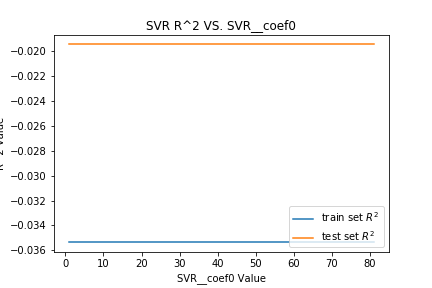 SVR R^2 VS. SVR__coef0
−0.020
−0.022
−0.024
−0.026
−0.028
−0.030
−0.032
−0.034
−0.036
train set R²
test set R²
0 10 20 30 40 50 60 70 80
SVR__coef0 Value